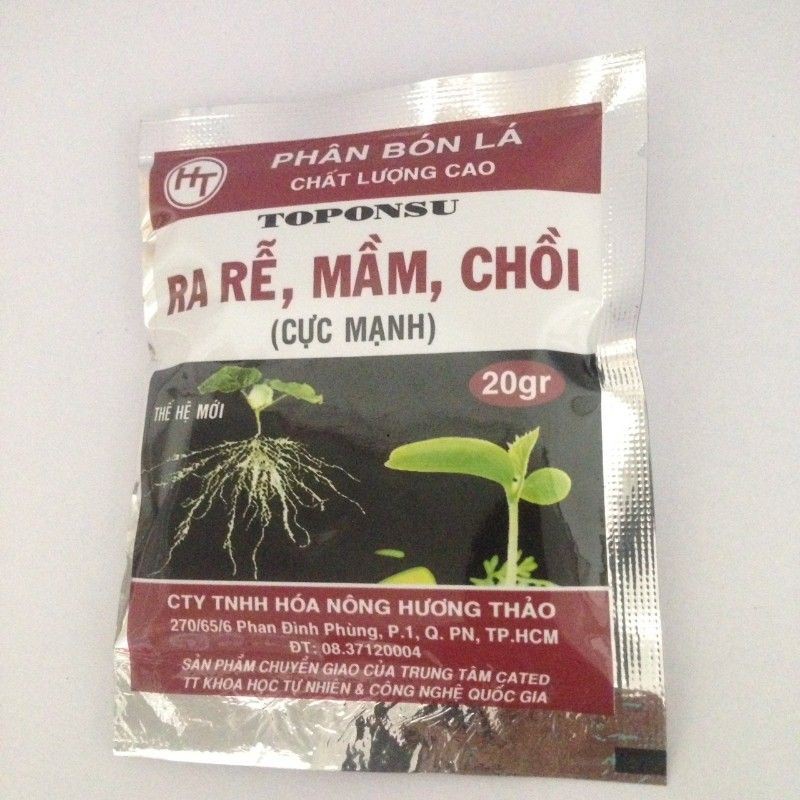 HT
PHÂN BÓN LÁ
CHẤT LƯỢNG CAO
TOPONSU
RA RỄ, MẦM, CHỒI
(CỰC MẠNH)
20gr
THẾ HỆ MỚI
CTY TNHH HÓA NÔNG HƯƠNG THẢO
270/65/6 Phan Đình Phùng, P.1, Q. PN, TP.HCM
ĐT: 08.37120004
SẢN PHẨM CHUYỂN GIAO CỦA TRUNG TÂM CATED
TT KHOA HỌC TỰ NHIÊN & CÔNG NGHỆ QUỐC GIA